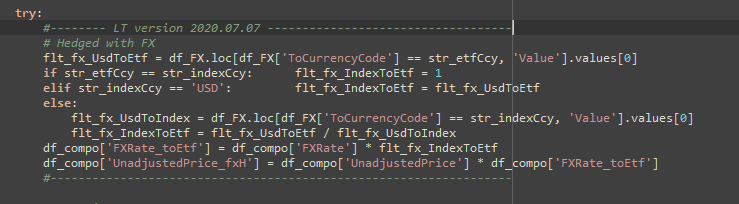 try:
#-------- LT version 2020.07.07 -----------------------------------
# Hedged with FX
flt_fx_UsdToEtf = df_FX.loc[df_FX['ToCurrencyCode'] == str_etfCcy, 'Value'].values[0]
if str_etfCcy == str_indexCcy:      flt_fx_IndexToEtf = 1
elif str_indexCcy == 'USD':         flt_fx_IndexToEtf = flt_fx_UsdToEtf
else:
flt_fx_UsdToIndex = df_FX.loc[df_FX['ToCurrencyCode'] == str_indexCcy, 'Value'].values[0]
flt_fx_IndexToEtf = flt_fx_UsdToEtf / flt_fx_UsdToIndex
df_compo['FXRate_toEtf'] = df_compo['FXRate'] * flt_fx_IndexToEtf
df_compo['UnadjustedPrice_fxH'] = df_compo['UnadjustedPrice'] * df_compo['FXRate_toEtf']
#------------------------------------------------------------------